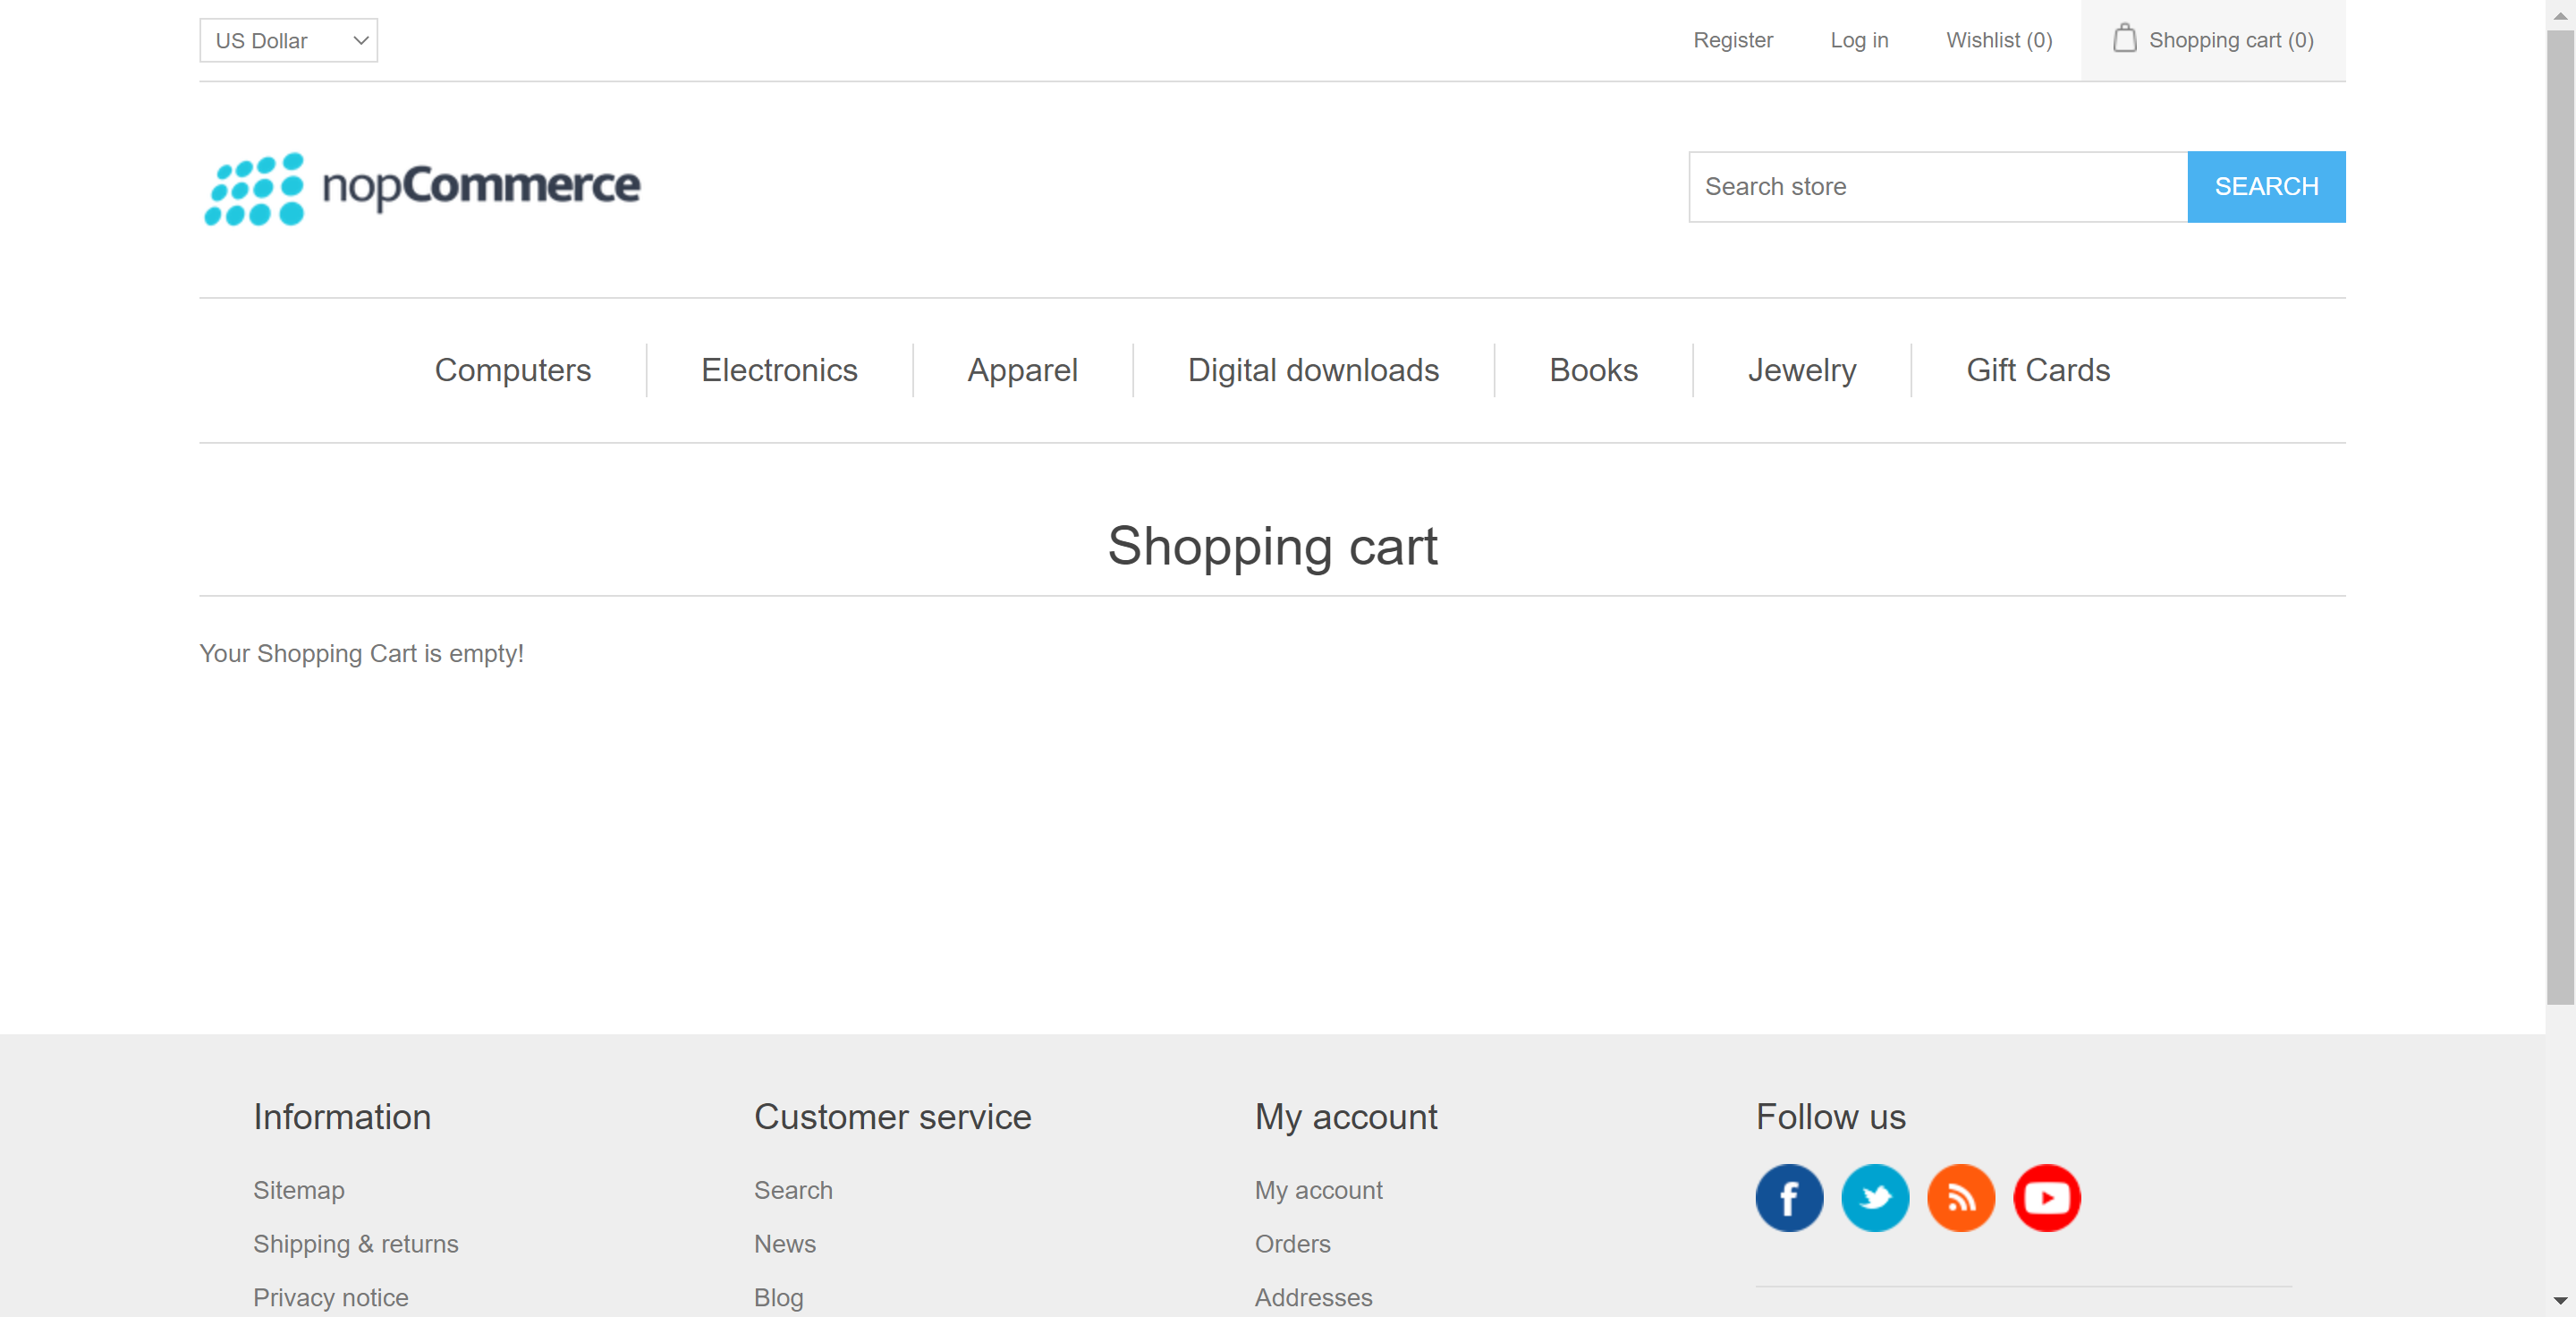 US Dollar
Register
Log in
Wishlist (0)
Shopping cart (0)
nopCommerce
Search store
SEARCH
Computers
Electronics
Apparel
Digital downloads
Books
Jewelry
Gift Cards
Shopping cart
Your Shopping Cart is empty!
Information
Sitemap
Shipping & returns
Privacy notice
Customer service
Search
News
Blog
My account
My account
Orders
Addresses
Follow us